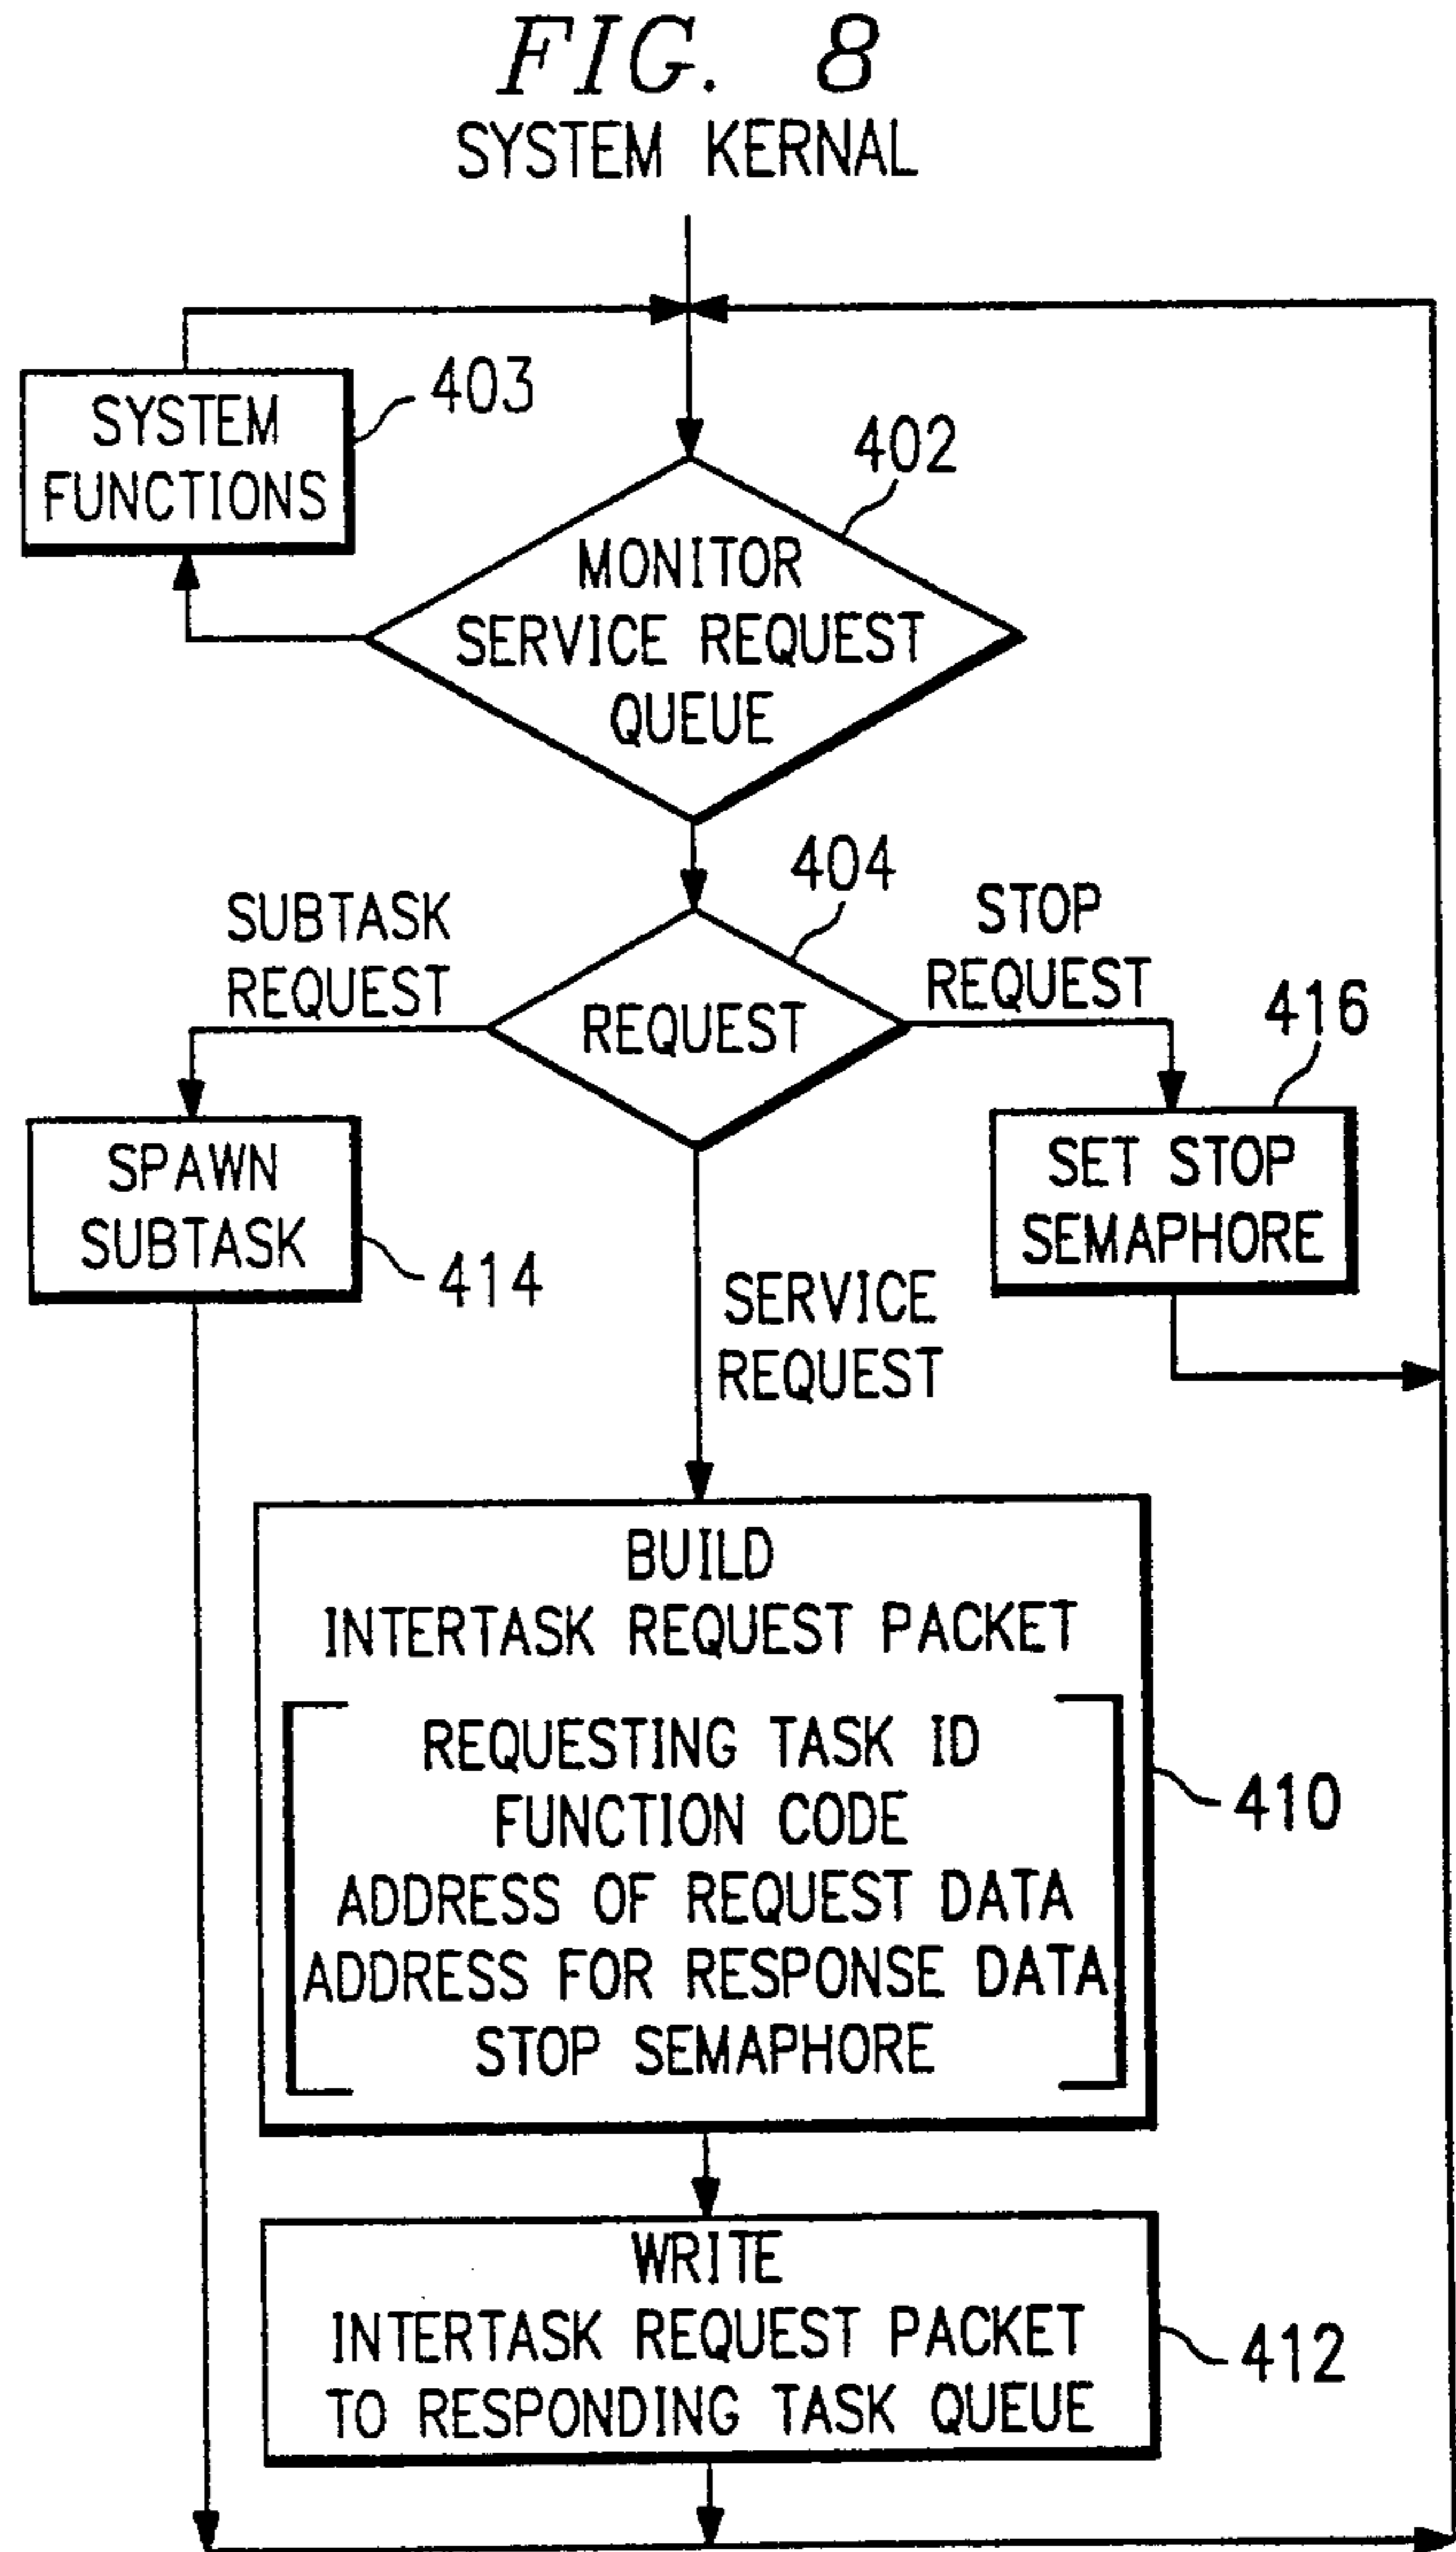 FIG. 8
SYSTEM KERNAL
SYSTEM
FUNCTIONS
403
402
MONITOR
SERVICE REQUEST
QUEUE
404
SUBTASK
REQUEST
REQUEST
STOP
REQUEST
416
SPAWN
SUBTASK
414
SET STOP
SEMAPHORE
SERVICE
REQUEST
BUILD
INTERTASK REQUEST PACKET
REQUESTING TASK ID
FUNCTION CODE
ADDRESS OF REQUEST DATA
ADDRESS FOR RESPONSE DATA
STOP SEMAPHORE
410
WRITE
INTERTASK REQUEST PACKET
TO RESPONDING TASK QUEUE
412